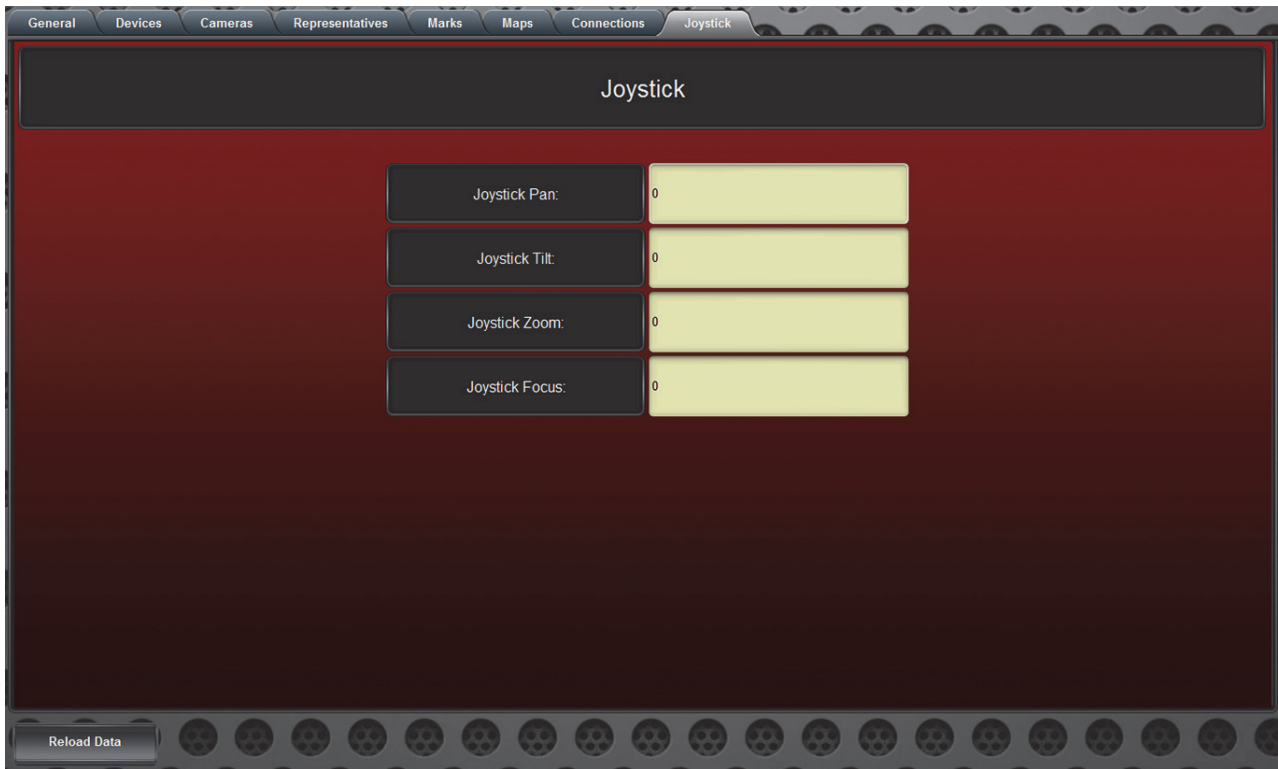 General Devices Cameras Representatives Marks Maps Connections Joystick
Joystick
Joystick Pan: 0
Joystick Tilt: 0
Joystick Zoom: 0
Joystick Focus: 0
Reload Data